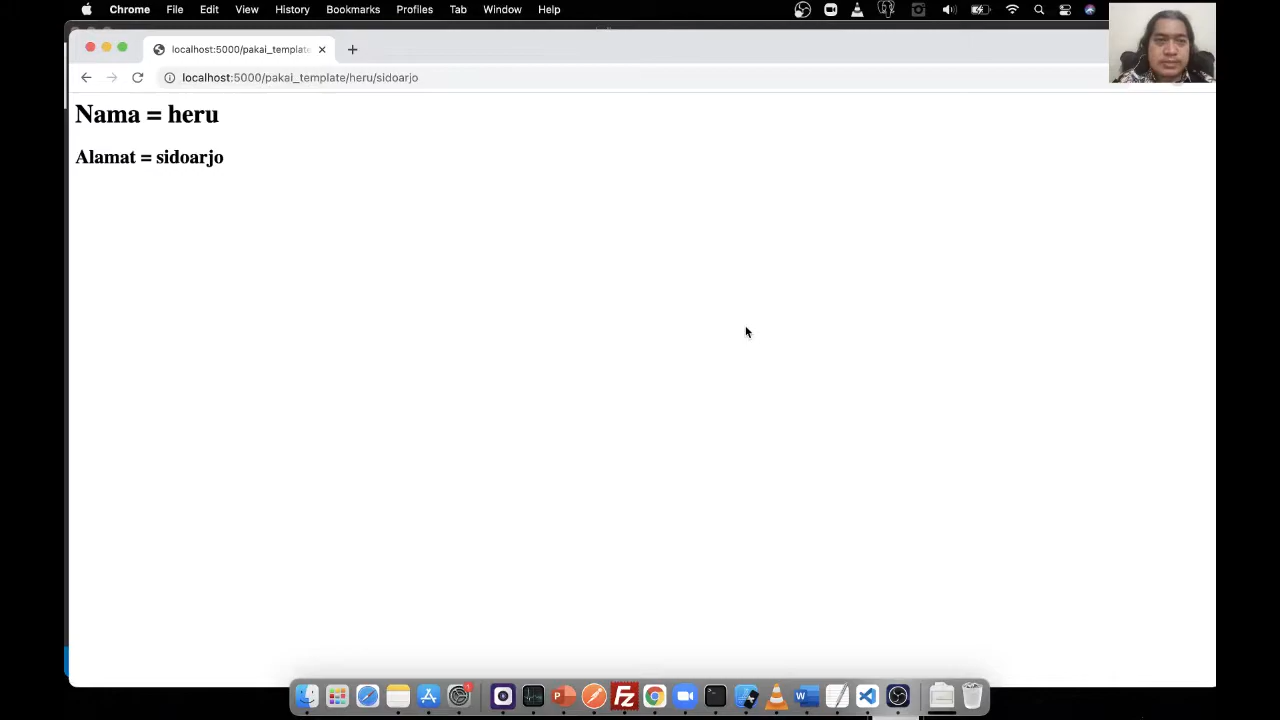 Chrome File Edit View History Bookmarks Profiles Tab Window Help
localhost:5000/pakai_template
localhost:5000/pakai_template/heru/sidoarjo
Nama = heru
Alamat = sidoarjo